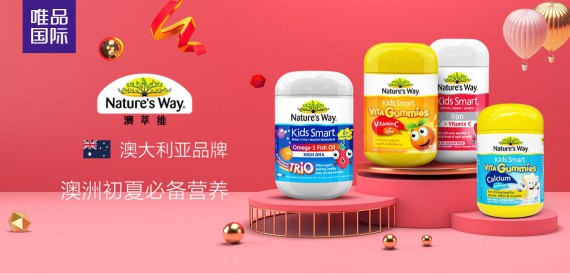 唯品
国际
Nature's Way.
澳萃维
澳大利亚品牌
澳洲初夏必备营养
Nature's Way.
Kids Smart
Omega-3 Fish Oil
HIGH DHA
TRIO
Nature's Way.
Kids Smart
VITA Gummies
Vitamin C
Nature's Way.
Kids Smart
Iron
+ Vitamin C
Nature's Way.
Kids Smart
VITA Gummies
Calcium